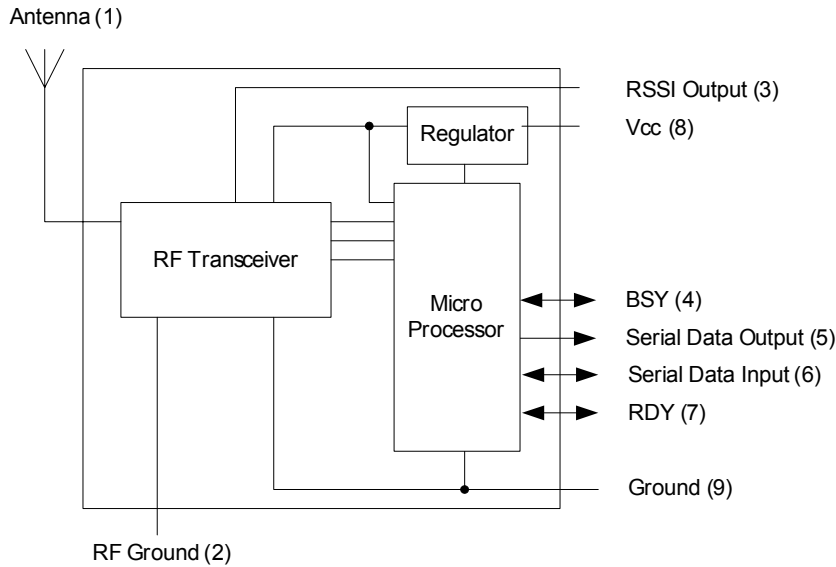 Antenna (1)
RSSI Output (3)
Regulator
Vcc (8)
RF Transceiver
Micro
Processor
BSY (4)
Serial Data Output (5)
Serial Data Input (6)
RDY (7)
Ground (9)
RF Ground (2)